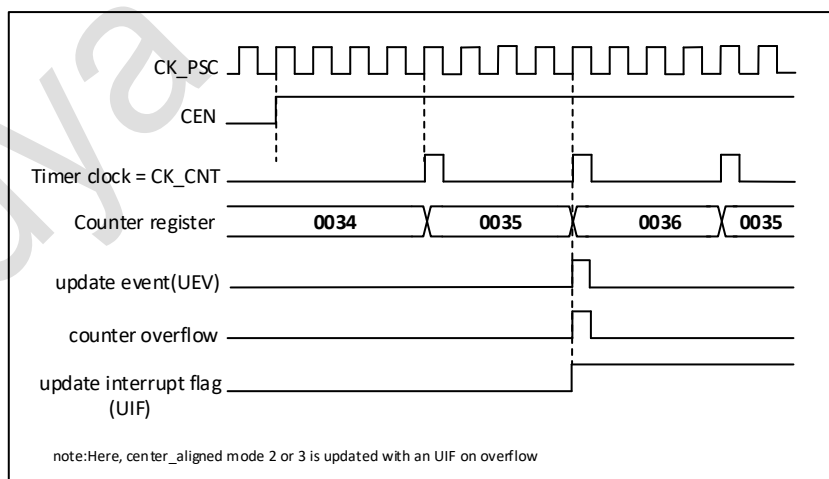 CK_PSC
CEN
Timer clock = CK_CNT
Counter register
0034
0035
0036
0035
update event(UEV)
counter overflow
update interrupt flag
(UIF)
note:Here, center_aligned mode 2 or 3 is updated with an UIF on overflow